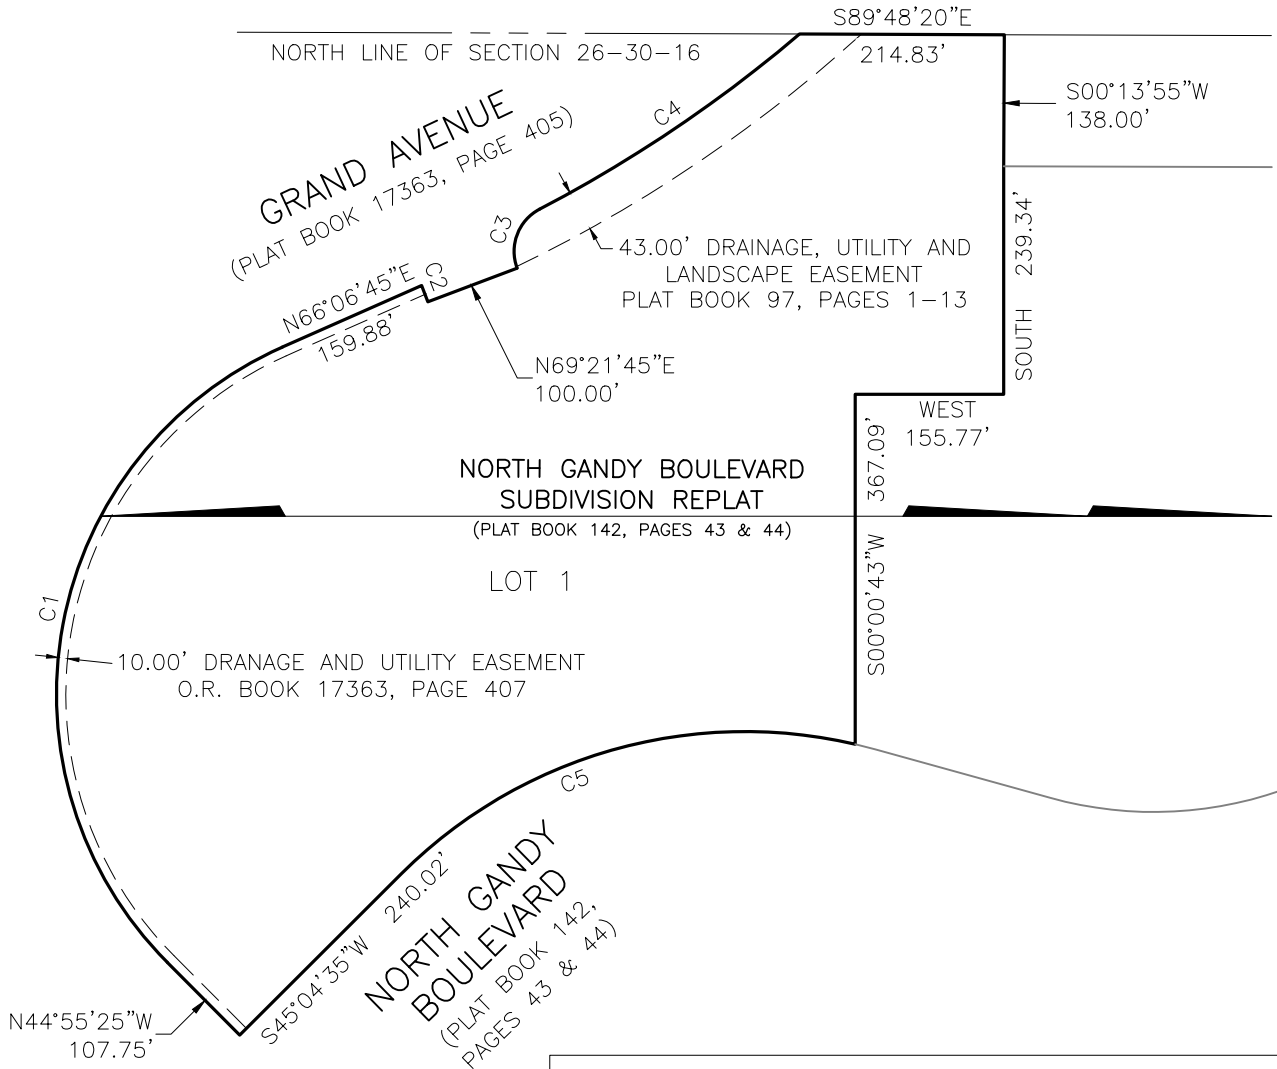 S89°48'20"E
NORTH LINE OF SECTION 26-30-16
214.83'
S00°13'55"W
138.00'
GRAND AVENUE
(PLAT BOOK 17363, PAGE 405)
C4
C3
C2
43.00' DRAINAGE, UTILITY AND
LANDSCAPE EASEMENT
PLAT BOOK 97, PAGES 1-13
SOUTH 239.34'
N66°06'45"E
159.88'
N69°21'45"E
100.00'
WEST
155.77'
NORTH GANDY BOULEVARD
SUBDIVISION REPLAT
(PLAT BOOK 142, PAGES 43 & 44)
S00°00'43"W 367.09'
LOT 1
C1
10.00' DRANAGE AND UTILITY EASEMENT
O.R. BOOK 17363, PAGE 407
C5
S45°04'35"W 240.02'
NORTH GANDY
BOULEVARD
(PLAT BOOK 142,
PAGES 43 & 44)
N44°55'25"W
107.75'